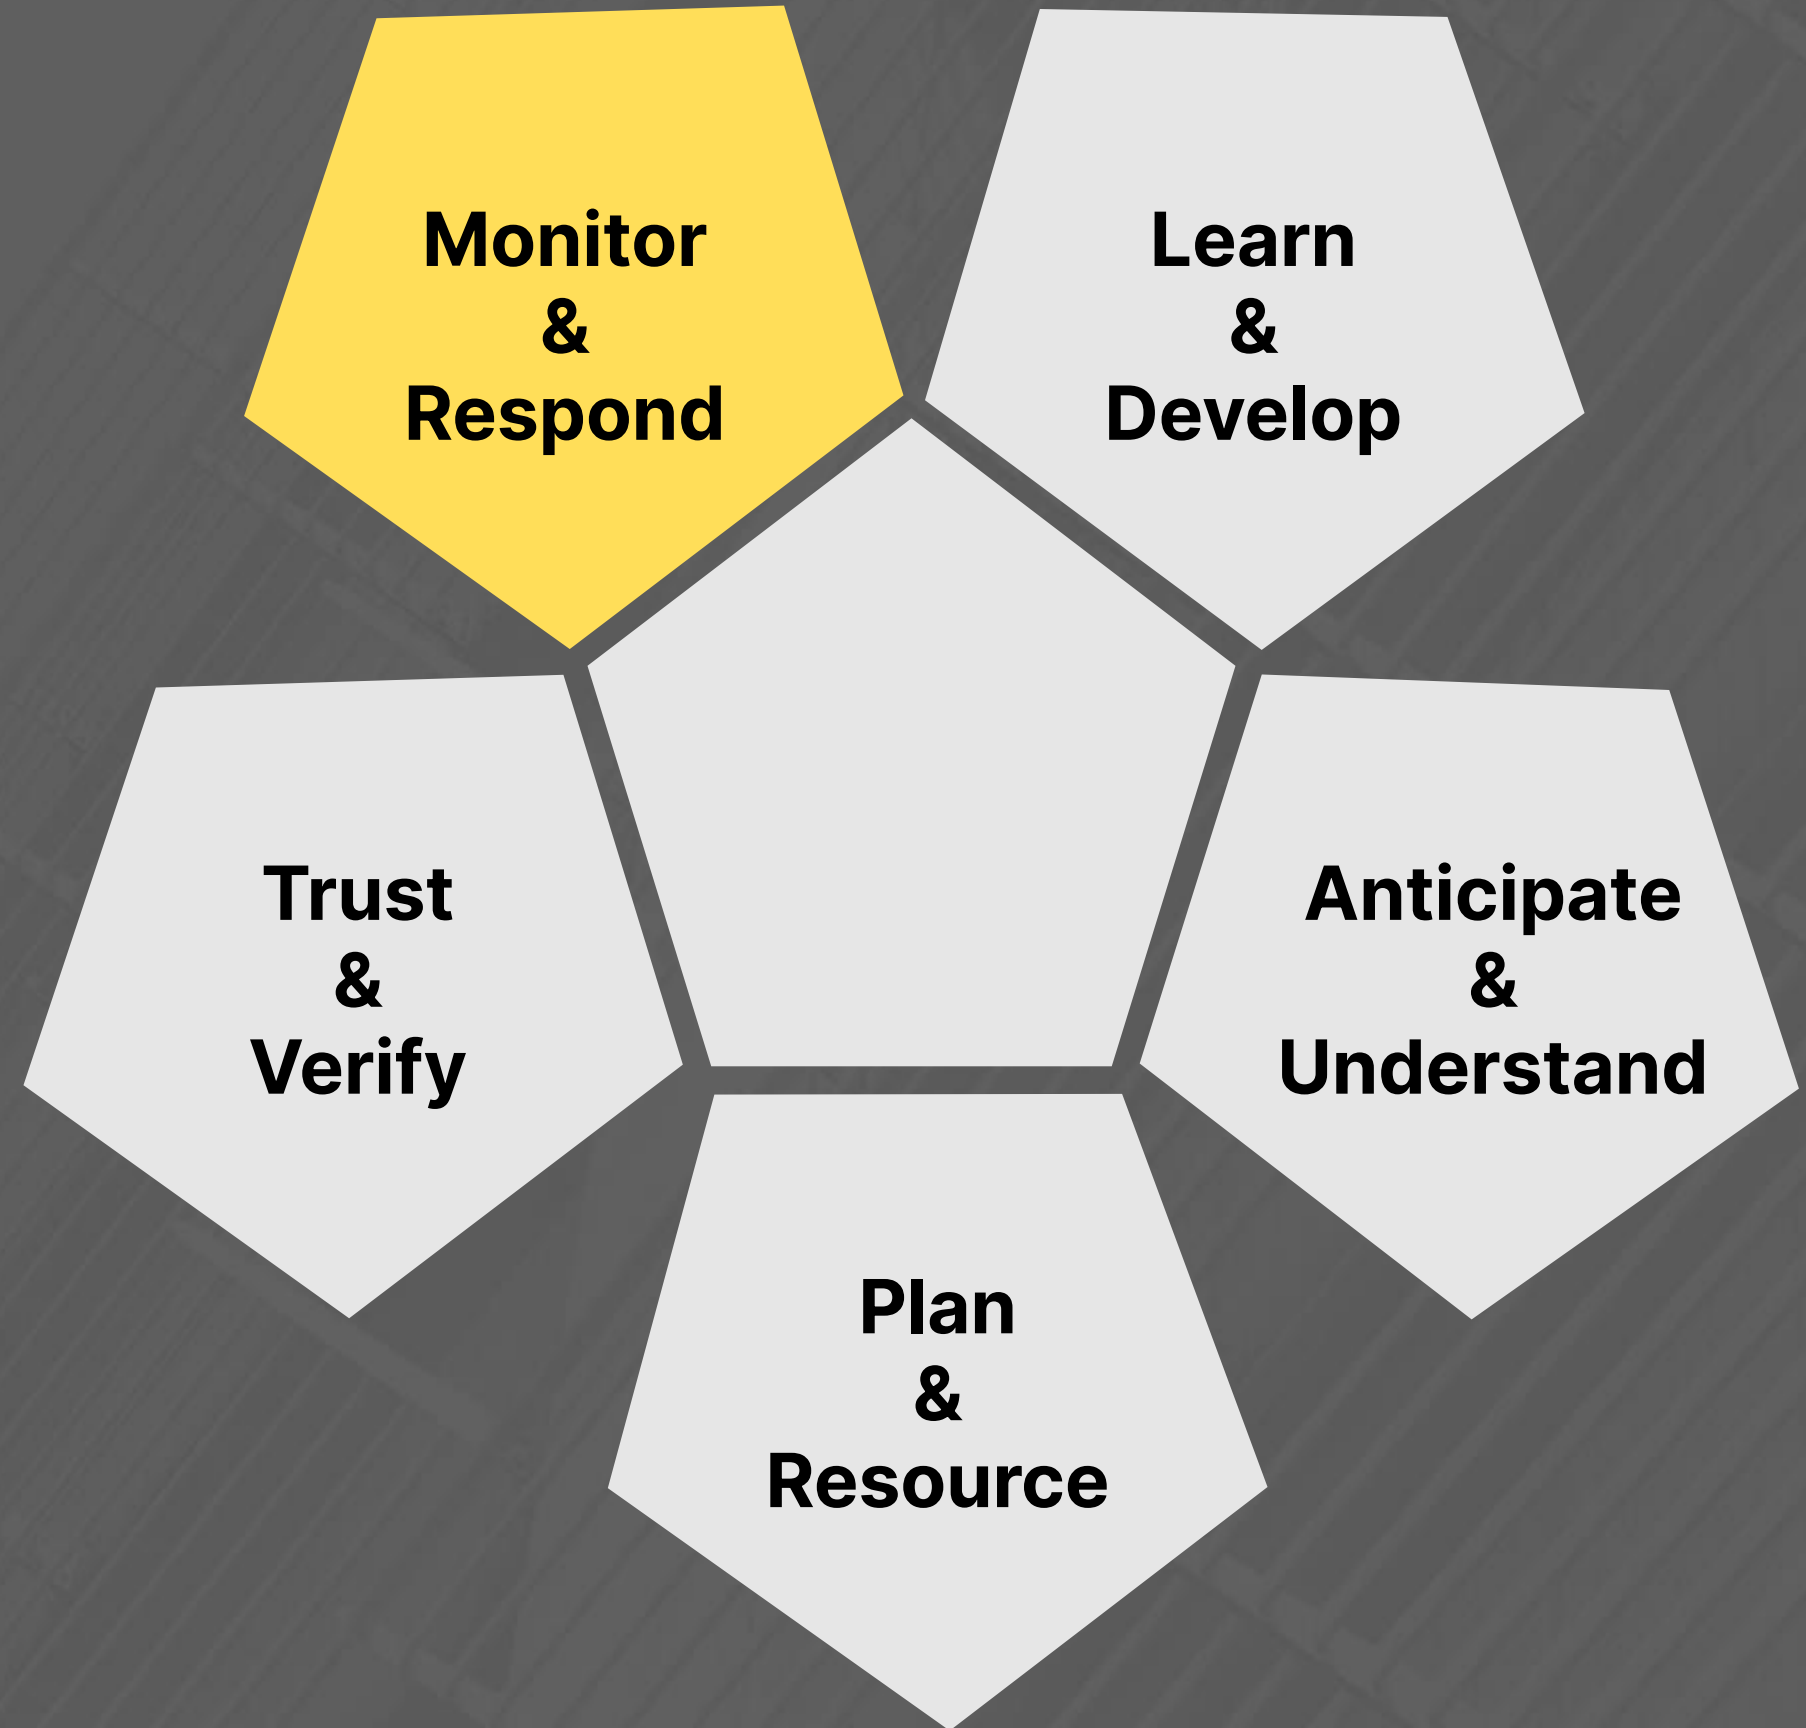 Monitor
&
Respond
Learn
&
Develop
Trust
&
Verify
Anticipate
&
Understand
Plan
&
Resource